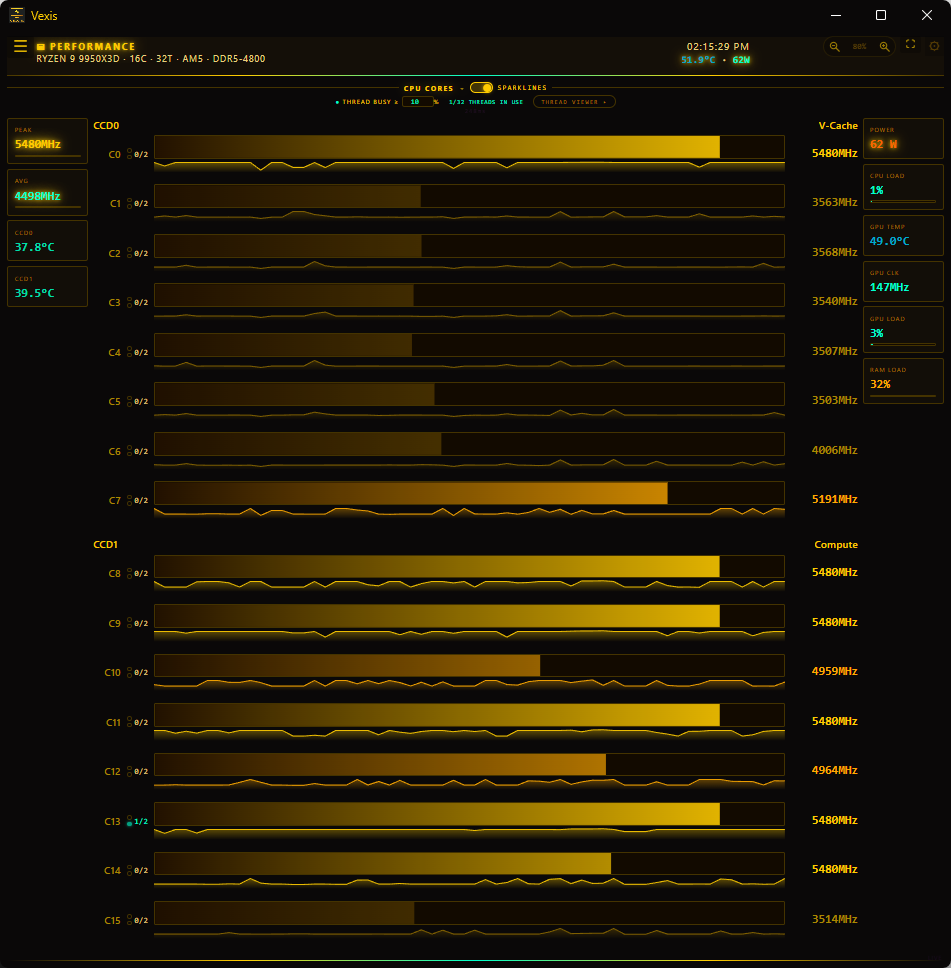 Vexis
PERFORMANCE
RYZEN 9 9950X3D · 16C · 32T · AM5 · DDR5-4800
02:15:29 PM
51.9°C · 62W
80%
CPU CORES - SPARKLINES
THREAD BUSY ≥ 10 % 1/32 THREADS IN USE THREAD VIEWER
PEAK
5480MHz
AVG
4498MHz
CCD0
37.8°C
CCD1
39.5°C
CCD0 V-Cache
C0 0/2 5480MHz
C1 0/2 3563MHz
C2 0/2 3568MHz
C3 0/2 3540MHz
C4 0/2 3507MHz
C5 0/2 3503MHz
C6 0/2 4006MHz
C7 0/2 5191MHz
CCD1 Compute
C8 0/2 5480MHz
C9 0/2 5480MHz
C10 0/2 4959MHz
C11 0/2 5480MHz
C12 0/2 4964MHz
C13 1/2 5480MHz
C14 0/2 5480MHz
C15 0/2 3514MHz
POWER
62 W
CPU LOAD
1%
GPU TEMP
49.0°C
GPU CLK
147MHz
GPU LOAD
3%
RAM LOAD
32%